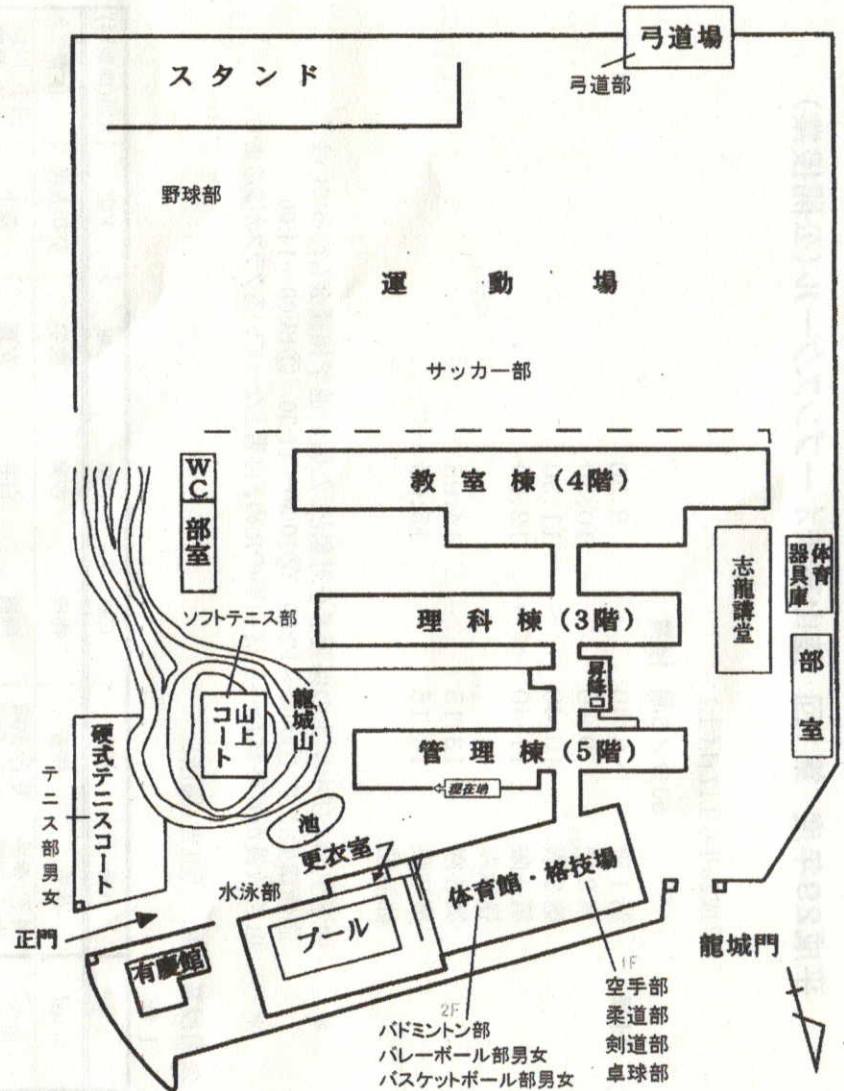 弓道場
スタンド
弓道部
野球部
運動場
サッカー部
WC
部室
教室棟(4階)
体育
器具庫
志龍講堂
ソフトテニス部
理科棟(3階)
昇降口
部室
龍城山
山上
コート
硬式テニスコート
テニス部男女
管理棟(5階)
現在地
池
更衣室
水泳部
体育館・格技場
プール
正門
有慶館
龍城門
1F
空手部
柔道部
剣道部
卓球部
2F
バドミントン部
バレーボール部男女
バスケットボール部男女